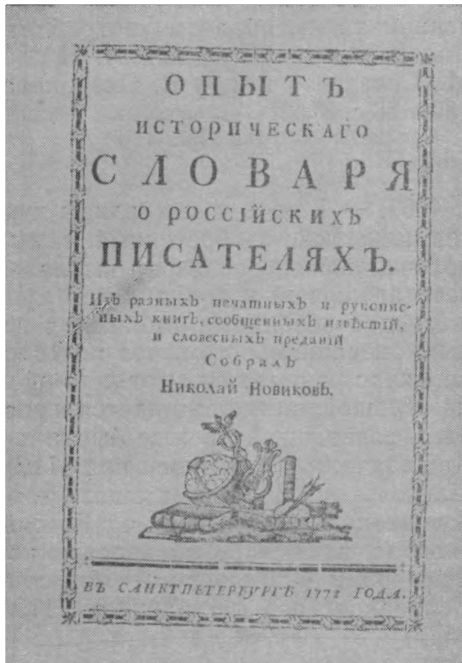 ОПЫТЪ
ИСТОРИЧЕСКАГО
СЛОВАРЯ
О РОССІЙСКИХЪ
ПИСАТЕЛЯХЪ.
Изъ разныхъ печатныхъ и рукопис-
ныхъ книгъ, сообщенныхъ извѣстій,
и словесныхъ преданій
Собралъ
Николай Новиковъ.
ВЪ САНКТПЕТЕРБУРГѢ 1772 ГОДА.